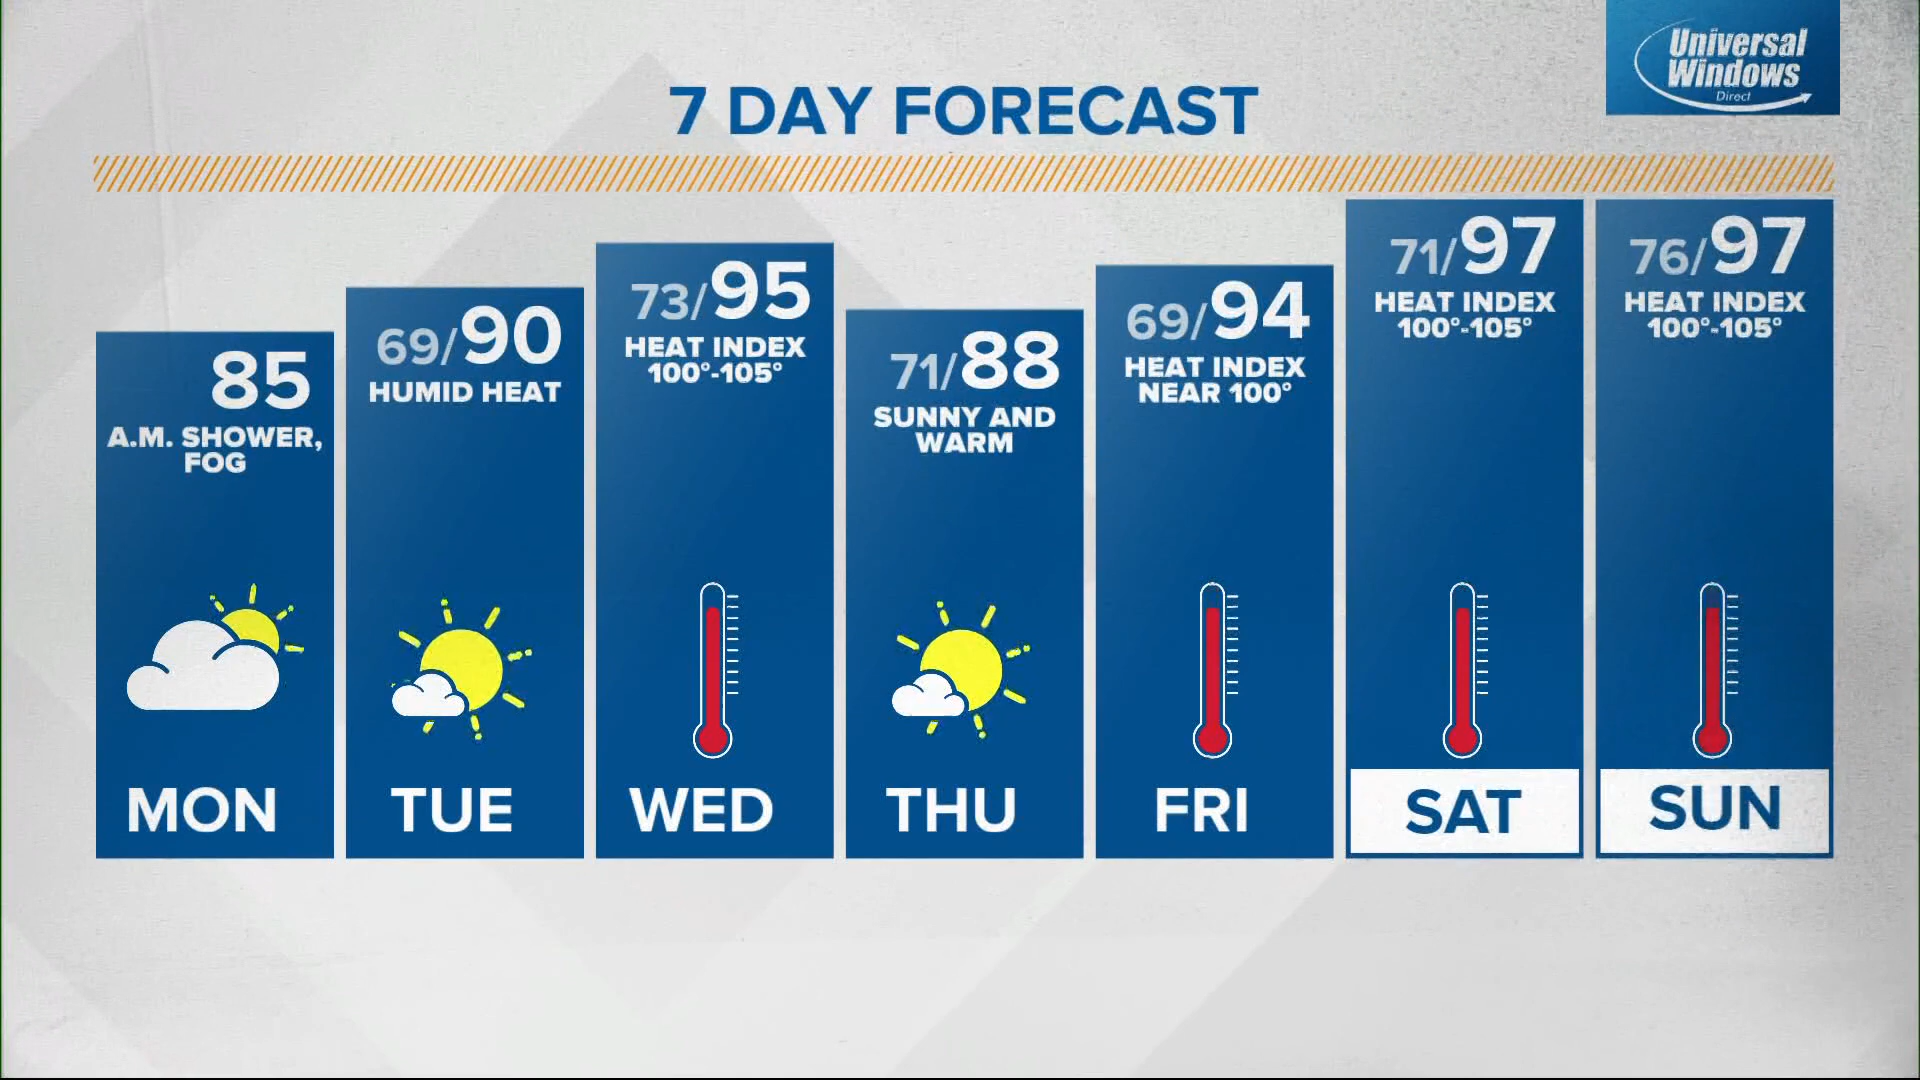 Universal
Windows
Direct
7 DAY FORECAST
85
A.M. SHOWER,
FOG
MON
69/90
HUMID HEAT
TUE
73/95
HEAT INDEX
100°-105°
WED
71/88
SUNNY AND
WARM
THU
69/94
HEAT INDEX
NEAR 100°
FRI
71/97
HEAT INDEX
100°-105°
SAT
76/97
HEAT INDEX
100°-105°
SUN